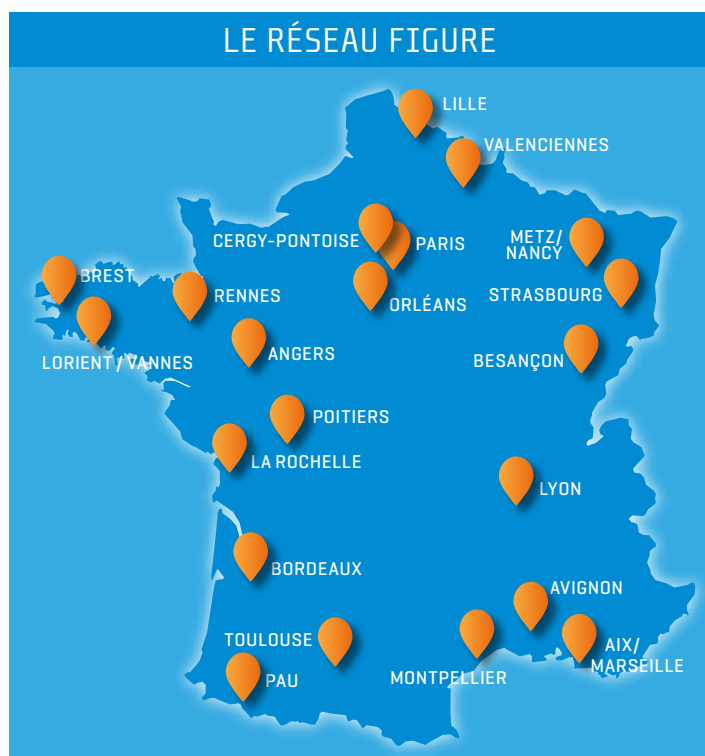 LE RÉSEAU FIGURE
LILLE
VALENCIENNES
CERGY-PONTOISE
PARIS
METZ/
NANCY
BREST
RENNES
ORLÉANS
STRASBOURG
LORIENT / VANNES
ANGERS
BESANÇON
POITIERS
LA ROCHELLE
LYON
BORDEAUX
AVIGNON
TOULOUSE
AIX/
MARSEILLE
PAU
MONTPELLIER